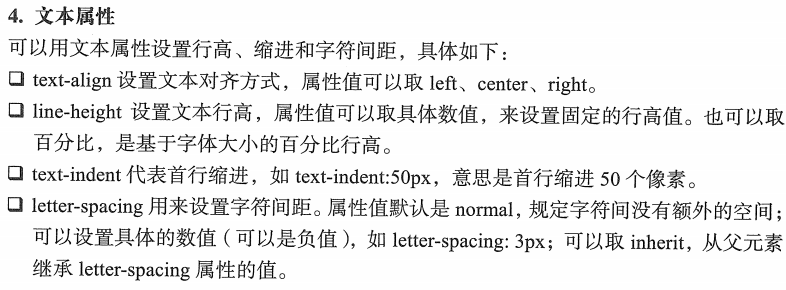 4. 文本属性
可以用文本属性设置行高、缩进和字符间距，具体如下：
❑ text-align 设置文本对齐方式，属性值可以取 left、center、right。
❑ line-height 设置文本行高，属性值可以取具体数值，来设置固定的行高值。也可以取
百分比，是基于字体大小的百分比行高。
❑ text-indent 代表首行缩进，如 text-indent:50px，意思是首行缩进 50 个像素。
❑ letter-spacing 用来设置字符间距。属性值默认是 normal，规定字符间没有额外的空间；
可以设置具体的数值（可以是负值），如 letter-spacing: 3px；可以取 inherit，从父元素
继承 letter-spacing 属性的值。